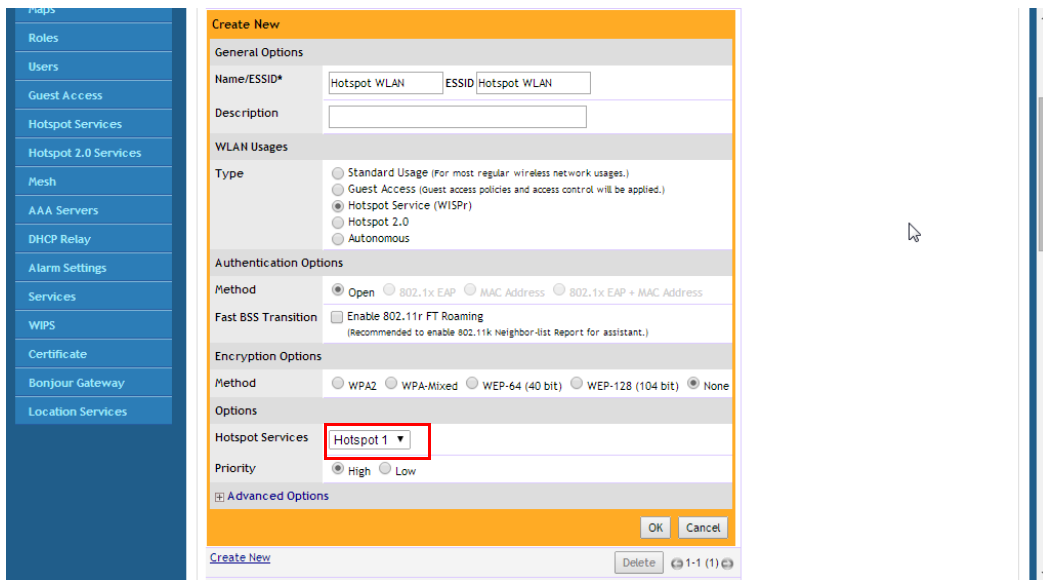 Maps
Roles
Users
Guest Access
Hotspot Services
Hotspot 2.0 Services
Mesh
AAA Servers
DHCP Relay
Alarm Settings
Services
WIPS
Certificate
Bonjour Gateway
Location Services
Create New
General Options
Name/ESSID* Hotspot WLAN ESSID Hotspot WLAN
Description
WLAN Usages
Type Standard Usage (For most regular wireless network usages.)
Guest Access (Guest access policies and access control will be applied.)
Hotspot Service (WISPr)
Hotspot 2.0
Autonomous
Authentication Options
Method Open 802.1x EAP MAC Address 802.1x EAP + MAC Address
Fast BSS Transition Enable 802.11r FT Roaming
(Recommended to enable 802.11k Neighbor-list Report for assistant.)
Encryption Options
Method WPA2 WPA-Mixed WEP-64 (40 bit) WEP-128 (104 bit) None
Options
Hotspot Services Hotspot 1
Priority High Low
Advanced Options
OK Cancel
Create New Delete 1-1 (1)